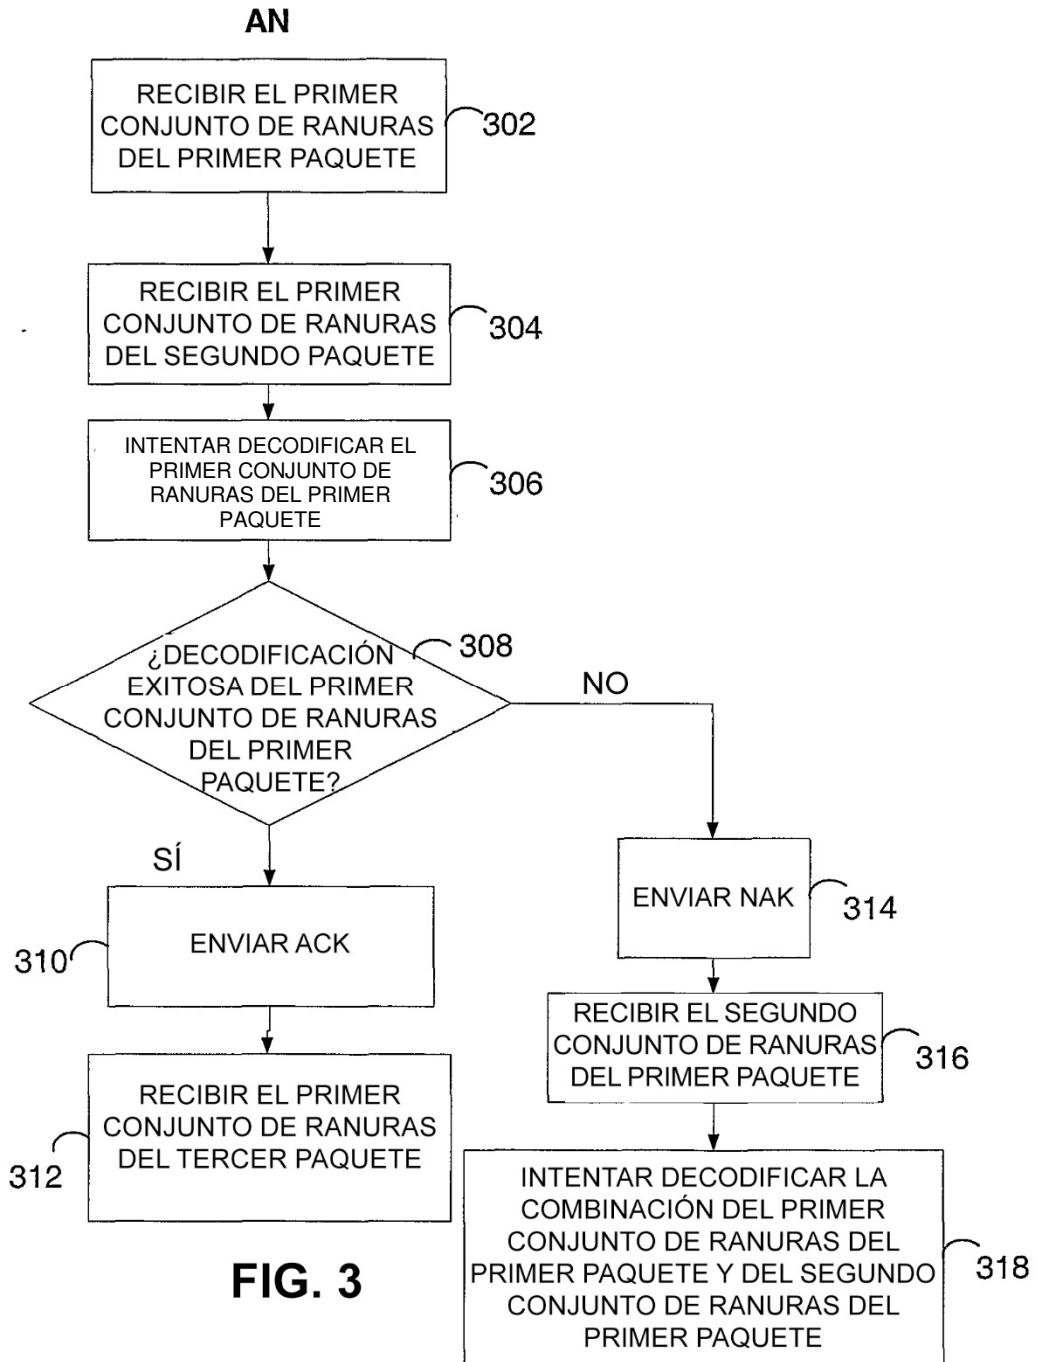 AN
RECIBIR EL PRIMER
CONJUNTO DE RANURAS
DEL PRIMER PAQUETE
302
RECIBIR EL PRIMER
CONJUNTO DE RANURAS
DEL SEGUNDO PAQUETE
304
INTENTAR DECODIFICAR EL
PRIMER CONJUNTO DE
RANURAS DEL PRIMER
PAQUETE
306
¿DECODIFICACIÓN
EXITOSA DEL PRIMER
CONJUNTO DE RANURAS
DEL PRIMER
PAQUETE?
308
NO
SÍ
ENVIAR ACK
310
RECIBIR EL PRIMER
CONJUNTO DE RANURAS
DEL TERCER PAQUETE
312
ENVIAR NAK
314
RECIBIR EL SEGUNDO
CONJUNTO DE RANURAS
DEL PRIMER PAQUETE
316
INTENTAR DECODIFICAR LA
COMBINACIÓN DEL PRIMER
CONJUNTO DE RANURAS DEL
PRIMER PAQUETE Y DEL SEGUNDO
CONJUNTO DE RANURAS DEL
PRIMER PAQUETE
318
FIG. 3